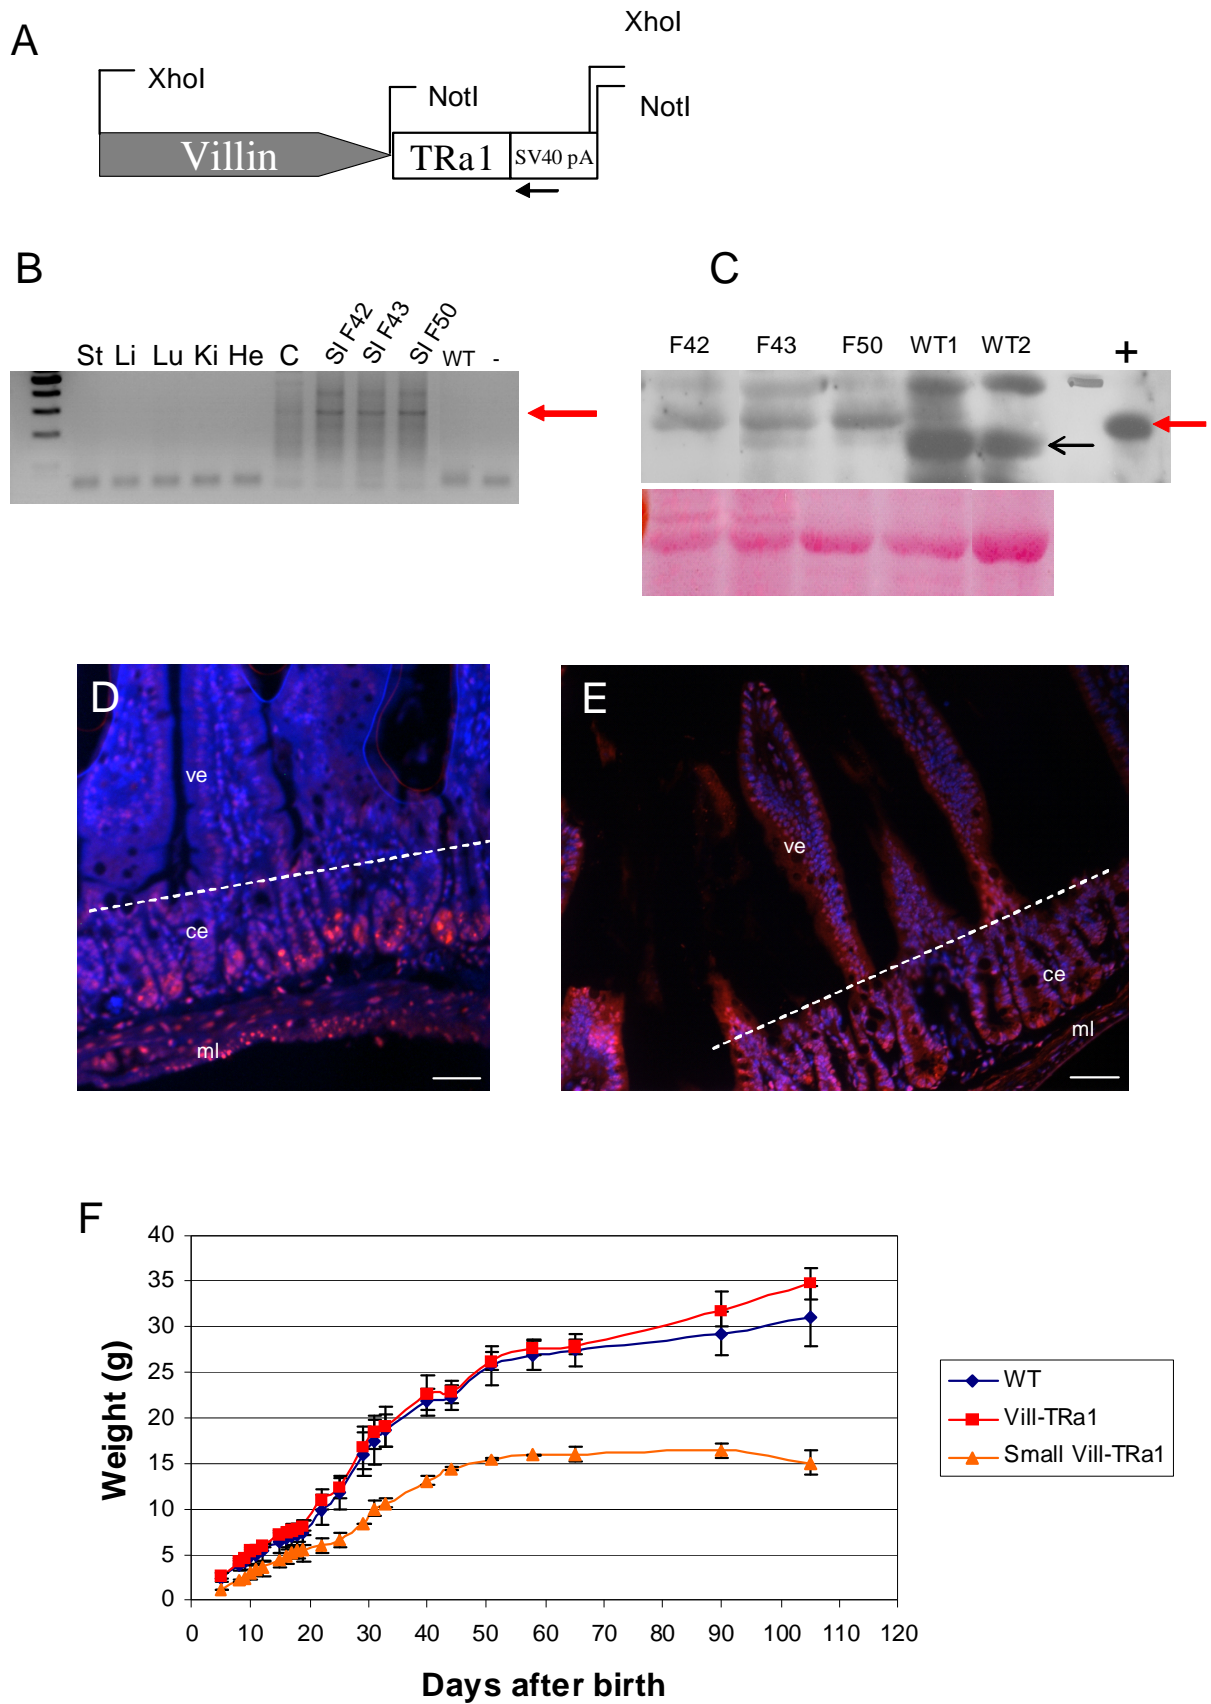 A
XhoI
XhoI
NotI
NotI
Villin
TRa1
SV40 pA
B
St Li Lu Ki He C SI F42 SI F43 SI F50 WT -
C
F42 F43 F50 WT1 WT2 +
D
ve
ce
ml
E
ve
ce
ml
F
Weight (g)
40
35
30
25
20
15
10
5
0
0 10 20 30 40 50 60 70 80 90 100 110 120
Days after birth
WT
Vill-TRa1
Small Vill-TRa1